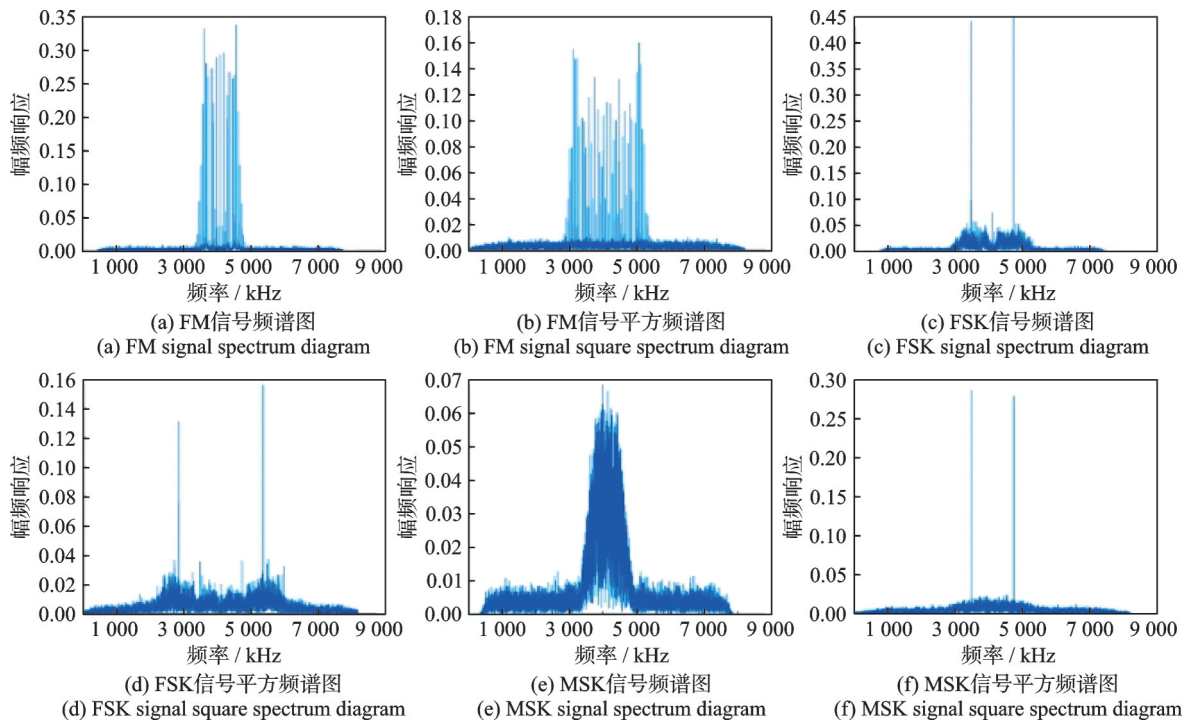 0.35
0.30
0.25
0.20
0.15
0.10
0.05
0.00
幅频响应
1 000 3 000 5 000 7 000 9 000
频率 / kHz
(a) FM信号频谱图
(a) FM signal spectrum diagram
0.18
0.16
0.14
0.12
0.10
0.08
0.06
0.04
0.02
0.00
幅频响应
1 000 3 000 5 000 7 000 9 000
频率 / kHz
(b) FM信号平方频谱图
(b) FM signal square spectrum diagram
0.45
0.40
0.45
0.30
0.25
0.20
0.45
0.10
0.45
0.00
幅频响应
1 000 3 000 5 000 7 000 9 000
频率 / kHz
(c) FSK信号频谱图
(c) FSK signal spectrum diagram
0.16
0.14
0.12
0.10
0.08
0.06
0.04
0.02
0.00
幅频响应
1 000 3 000 5 000 7 000 9 000
频率 / kHz
(d) FSK信号平方频谱图
(d) FSK signal square spectrum diagram
0.07
0.06
0.05
0.04
0.03
0.02
0.01
0.00
幅频响应
1 000 3 000 5 000 7 000 9 000
频率 / kHz
(e) MSK信号频谱图
(e) MSK signal spectrum diagram
0.30
0.25
0.20
0.15
0.10
0.05
0.00
幅频响应
1 000 3 000 5 000 7 000 9 000
频率 / kHz
(f) MSK信号平方频谱图
(f) MSK signal square spectrum diagram